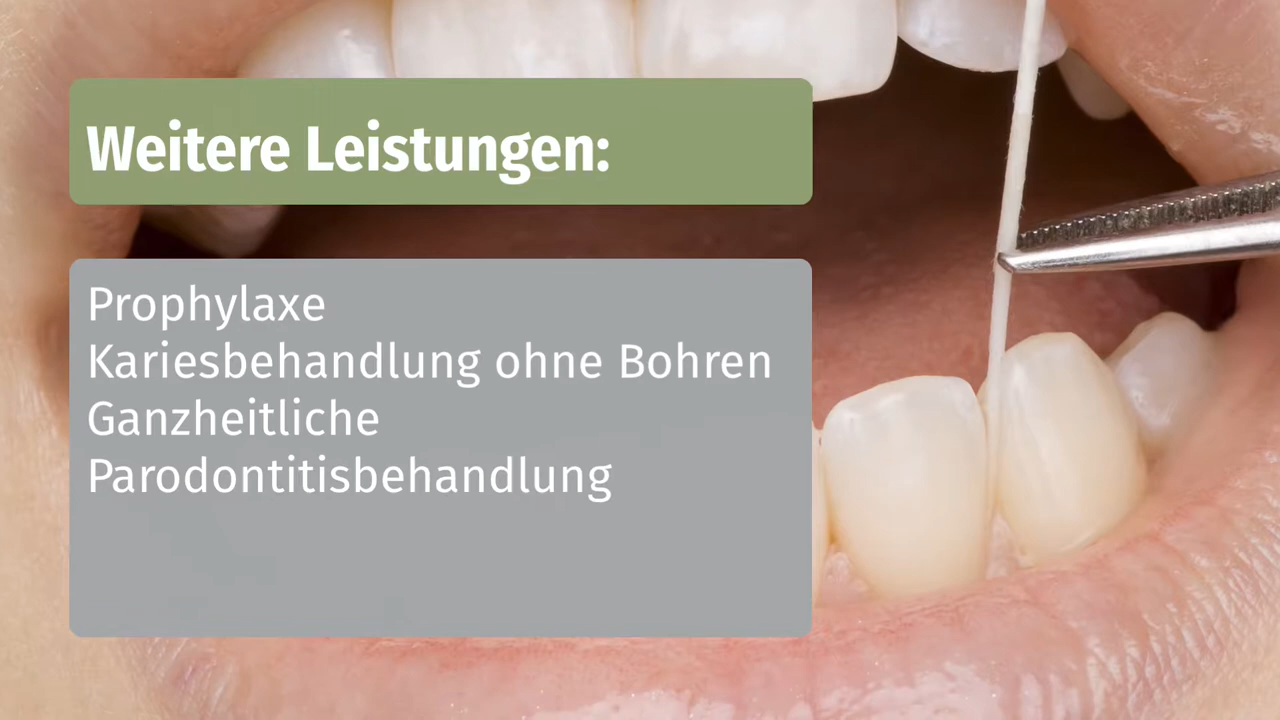 Weitere Leistungen:
Prophylaxe
Kariesbehandlung ohne Bohren
Ganzheitliche
Parodontitisbehandlung